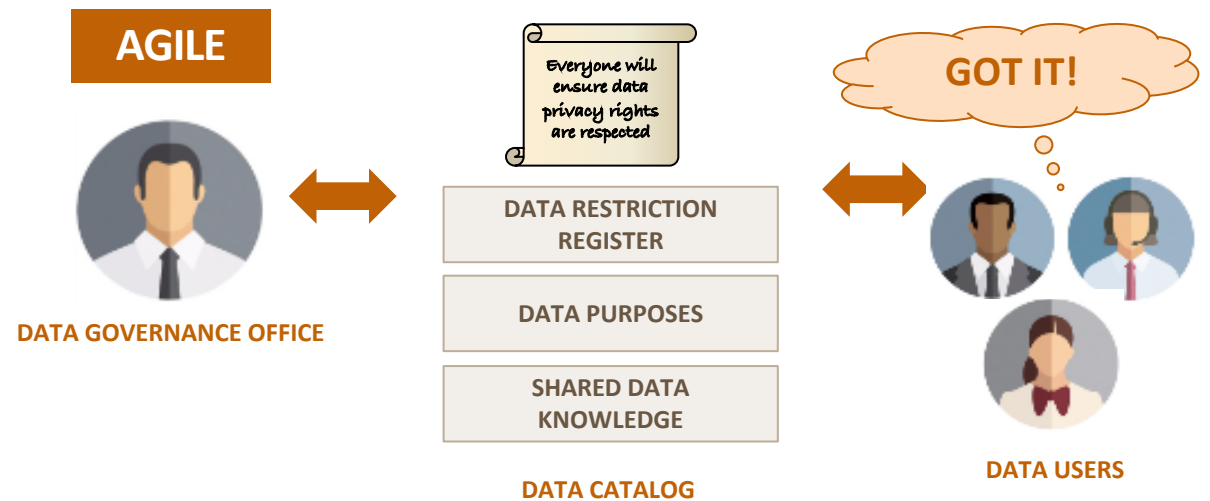 AGILE
Everyone will
ensure data
privacy rights
are respected
GOT IT!
DATA RESTRICTION
REGISTER
DATA PURPOSES
SHARED DATA
KNOWLEDGE
DATA GOVERNANCE OFFICE
DATA USERS
DATA CATALOG